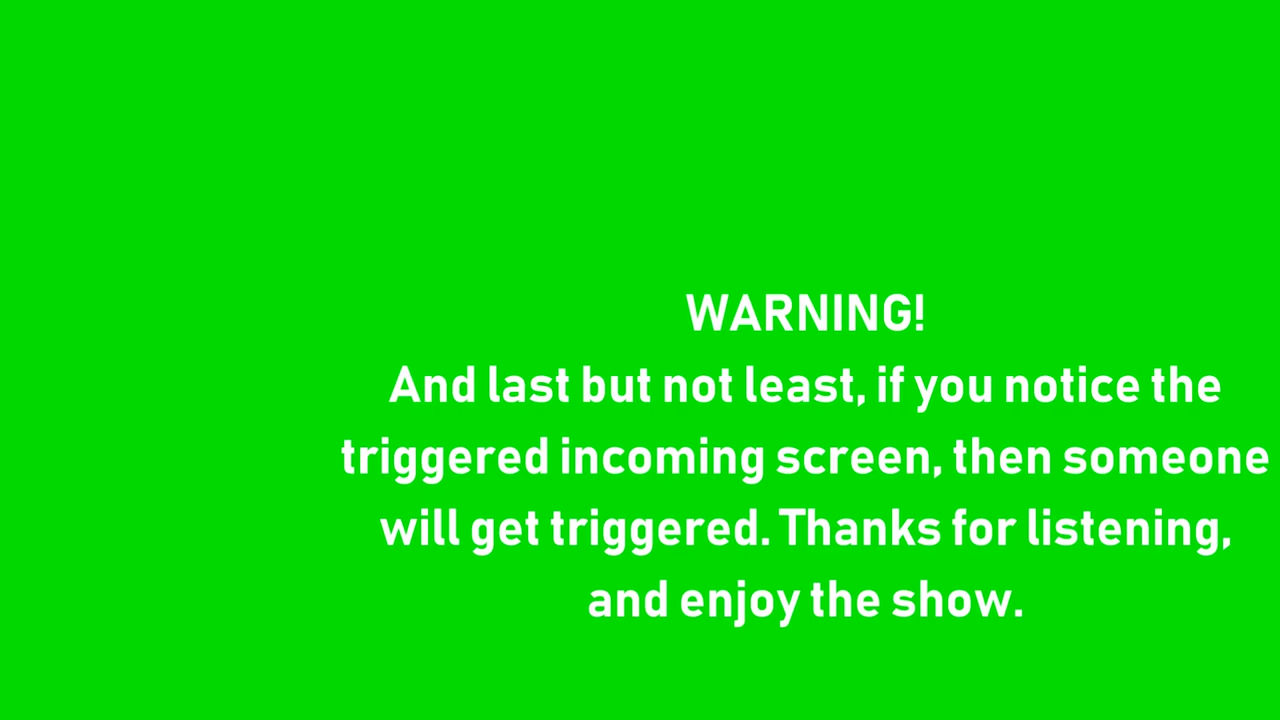 WARNING!
And last but not least, if you notice the
triggered incoming screen, then someone
will get triggered. Thanks for listening,
and enjoy the show.